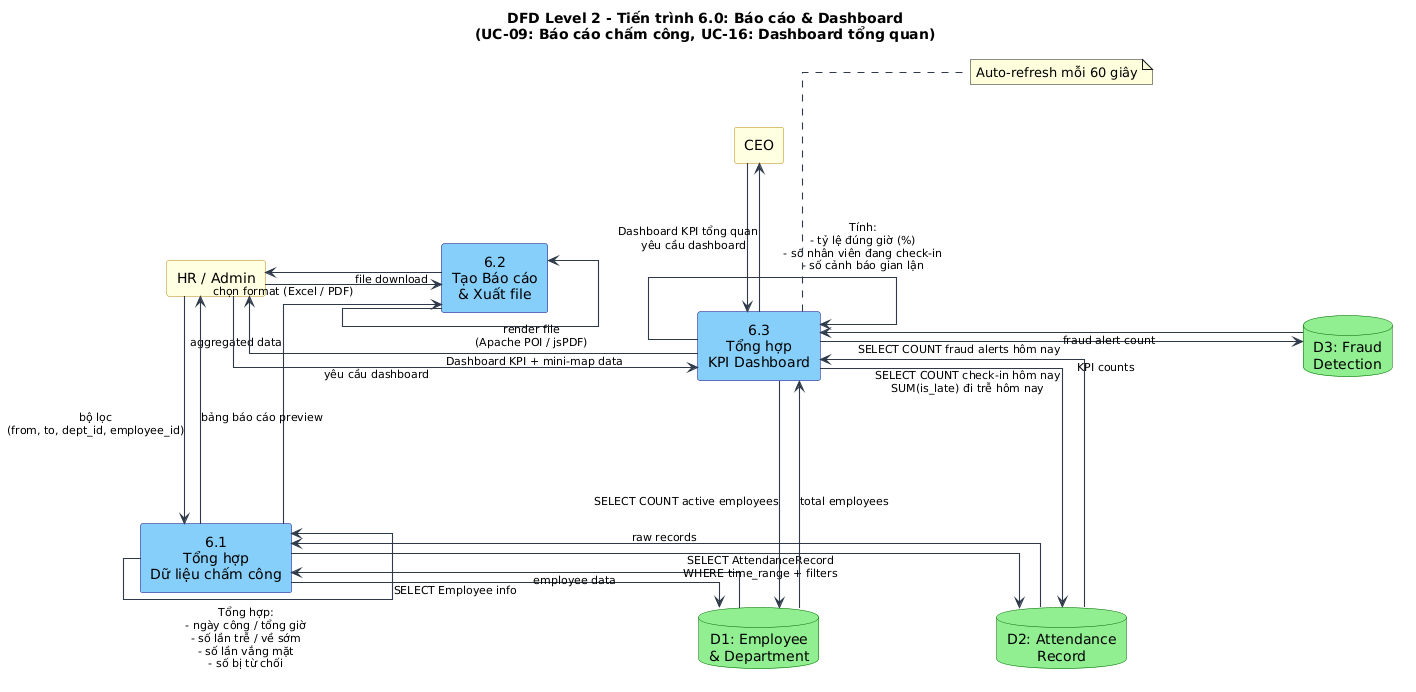 DFD Level 2 - Tiến trình 6.0: Báo cáo & Dashboard
(UC-09: Báo cáo chấm công, UC-16: Dashboard tổng quan)
Auto-refresh mỗi 60 giây
CEO
Dashboard KPI tổng quan
yêu cầu dashboard
Tính:
- tỷ lệ đúng giờ (%)
- số nhân viên đang check-in
- số cảnh báo gian lận
HR / Admin
6.2
Tạo Báo cáo
& Xuất file
file download
chọn format (Excel / PDF)
render file
(Apache POI / jsPDF)
aggregated data
6.3
Tổng hợp
KPI Dashboard
Dashboard KPI + mini-map data
yêu cầu dashboard
fraud alert count
SELECT COUNT fraud alerts hôm nay
D3: Fraud
Detection
KPI counts
SELECT COUNT check-in hôm nay
SUM(is_late) đi trễ hôm nay
bộ lọc
(from, to, dept_id, employee_id)
bảng báo cáo preview
SELECT COUNT active employees
total employees
6.1
Tổng hợp
Dữ liệu chấm công
raw records
SELECT AttendanceRecord
WHERE time_range + filters
employee data
SELECT Employee info
Tổng hợp:
- ngày công / tổng giờ
- số lần trễ / về sớm
- số lần vắng mặt
- số bị từ chối
D1: Employee
& Department
D2: Attendance
Record